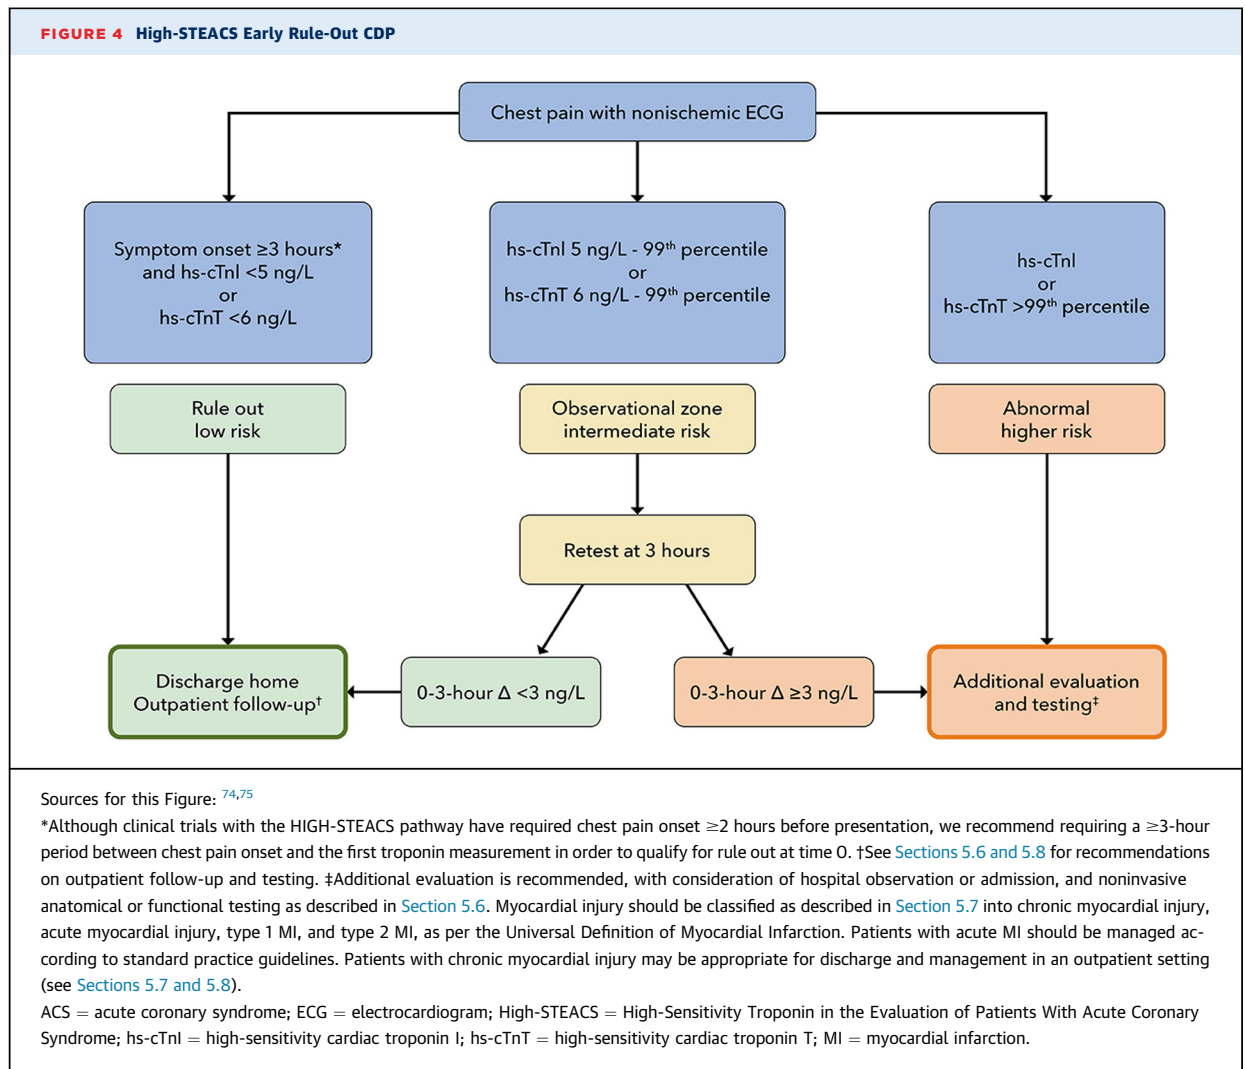 FIGURE 4 High-STEACS Early Rule-Out CDP
Chest pain with nonischemic ECG
Symptom onset ≥3 hours*
and hs-cTnI <5 ng/L
or
hs-cTnT <6 ng/L
hs-cTnI 5 ng/L - 99th percentile
or
hs-cTnT 6 ng/L - 99th percentile
hs-cTnI
or
hs-cTnT >99th percentile
Rule out
low risk
Observational zone
intermediate risk
Abnormal
higher risk
Retest at 3 hours
Discharge home
Outpatient follow-up†
0-3-hour Δ <3 ng/L
0-3-hour Δ ≥3 ng/L
Additional evaluation
and testing‡
Sources for this Figure: 74,75
*Although clinical trials with the HIGH-STEACS pathway have required chest pain onset ≥2 hours before presentation, we recommend requiring a ≥3-hour
period between chest pain onset and the first troponin measurement in order to qualify for rule out at time 0. †See Sections 5.6 and 5.8 for recommendations
on outpatient follow-up and testing. ‡Additional evaluation is recommended, with consideration of hospital observation or admission, and noninvasive
anatomical or functional testing as described in Section 5.6. Myocardial injury should be classified as described in Section 5.7 into chronic myocardial injury,
acute myocardial injury, type 1 MI, and type 2 MI, as per the Universal Definition of Myocardial Infarction. Patients with acute MI should be managed ac-
cording to standard practice guidelines. Patients with chronic myocardial injury may be appropriate for discharge and management in an outpatient setting
(see Sections 5.7 and 5.8).
ACS = acute coronary syndrome; ECG = electrocardiogram; High-STEACS = High-Sensitivity Troponin in the Evaluation of Patients With Acute Coronary
Syndrome; hs-cTnI = high-sensitivity cardiac troponin I; hs-cTnT = high-sensitivity cardiac troponin T; MI = myocardial infarction.